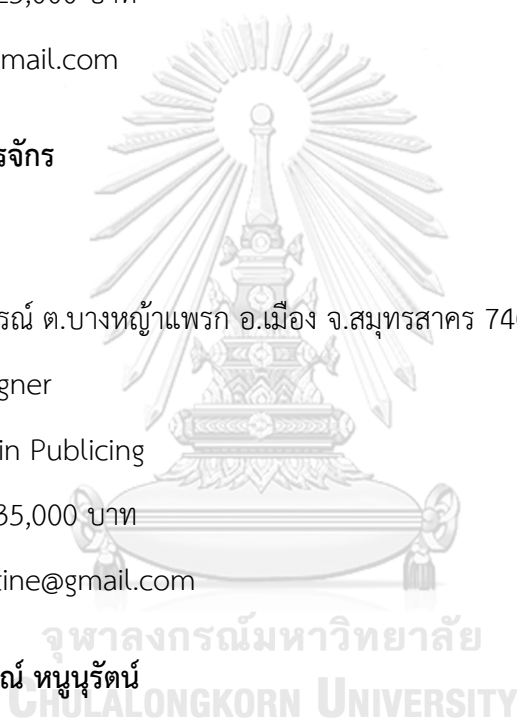 25,000 บาท
mail.com
รจักร
รณ์ ต.บางหญ้าแพรก อ.เมือง จ.สมุทรสาคร 74
gner
in Publicing
35,000 บาท
tine@gmail.com
จุฬาลงกรณ์มหาวิทยาลัย
ณ์ หนูนุรัตน์
CHULALONGKORN UNIVERSITY